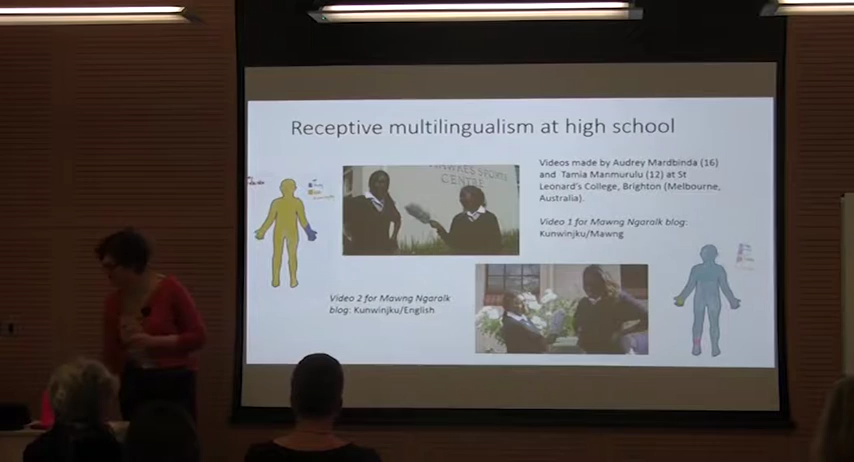 Receptive multilingualism at high school
Videos made by Audrey Mardbinda (16)
and Tamia Manmurulu (12) at St
Leonard's College, Brighton (Melbourne,
Australia).
Video 1 for Mawng Ngaralk blog:
Kunwinjku/Mawng
SPORTS
CENTRE
Video 2 for Mawng Ngaralk
blog: Kunwinjku/English